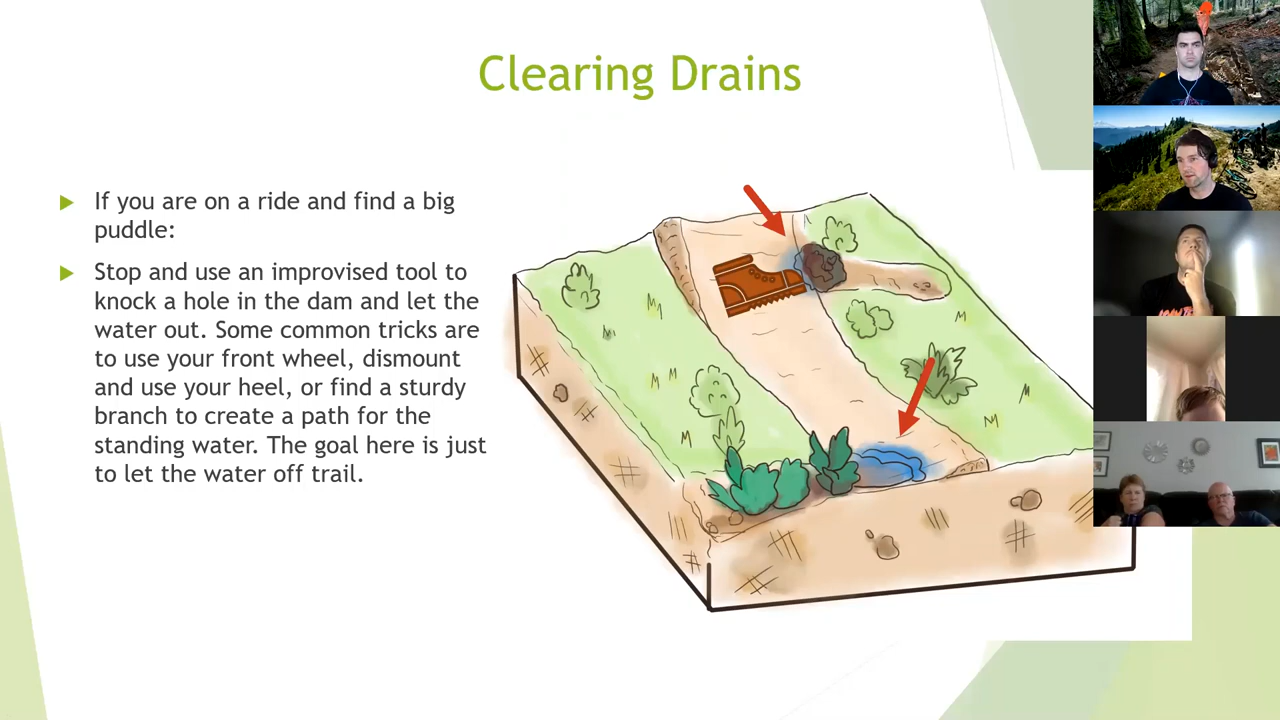 Clearing Drains
If you are on a ride and find a big
puddle:
Stop and use an improvised tool to
knock a hole in the dam and let the
water out. Some common tricks are
to use your front wheel, dismount
and use your heel, or find a sturdy
branch to create a path for the
standing water. The goal here is just
to let the water off trail.